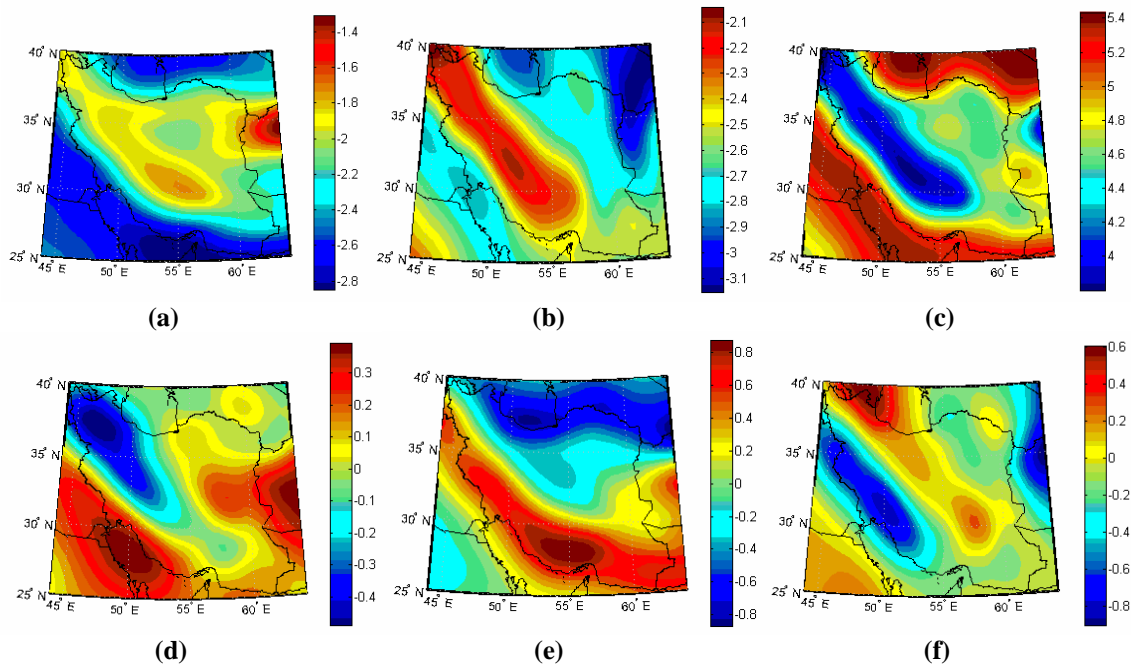 40° N
35° N
30° N
25° N
45° E
50° E
55° E
60° E
-1.4
-1.6
-1.8
-2
-2.2
-2.4
-2.6
-2.8
(a)
40° N
35° N
30° N
25° N
45° E
50° E
55° E
60° E
-2.1
-2.2
-2.3
-2.4
-2.5
-2.6
-2.7
-2.8
-2.9
-3
-3.1
(b)
40° N
35° N
30° N
25° N
45° E
50° E
55° E
60° E
5.4
5.2
5
4.8
4.6
4.4
4.2
4
(c)
40° N
35° N
30° N
25° N
45° E
50° E
55° E
60° E
0.3
0.2
0.1
0
-0.1
-0.2
-0.3
-0.4
(d)
40° N
35° N
30° N
25° N
45° E
50° E
55° E
60° E
0.8
0.6
0.4
0.2
0
-0.2
-0.4
-0.6
-0.8
(e)
40° N
35° N
30° N
25° N
45° E
50° E
55° E
60° E
0.6
0.4
0.2
0
-0.2
-0.4
-0.6
-0.8
(f)